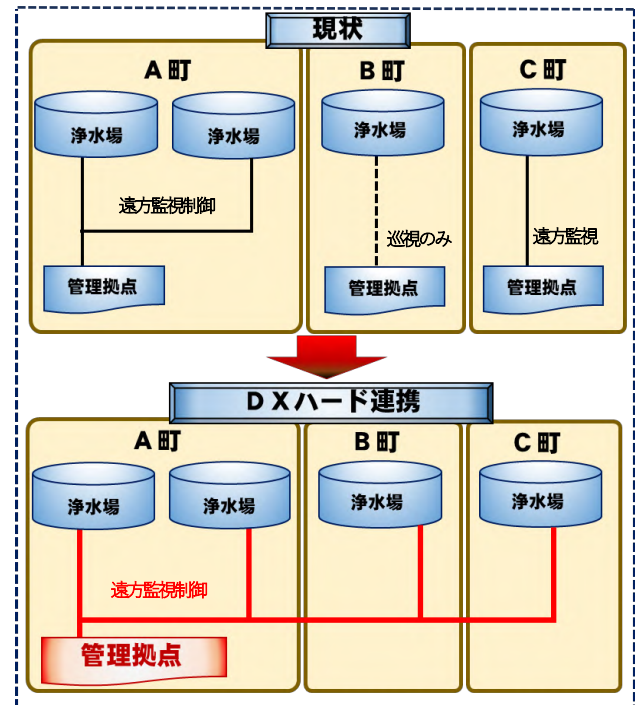 現状
A町
B町
C町
浄水場
浄水場
浄水場
浄水場
遠方監視制御
巡視のみ
遠方監視
管理拠点
管理拠点
管理拠点
DXハード連携
A町
B町
C町
浄水場
浄水場
浄水場
浄水場
遠方監視制御
管理拠点